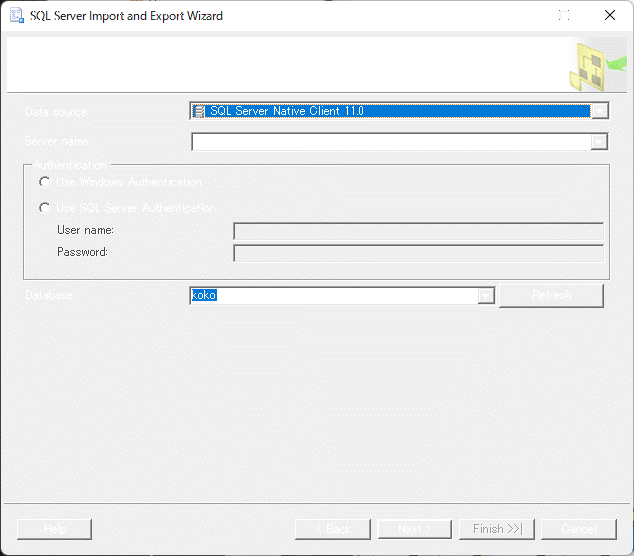 SQL Server Import and Export Wizard
Data source:
SQL Server Native Client 11.0
Server name:
Authentication
Use Windows Authentication
Use SQL Server Authentication
User name:
Password:
Database:
koko
Refresh
Help
< Back
Next >
Finish >>|
Cancel